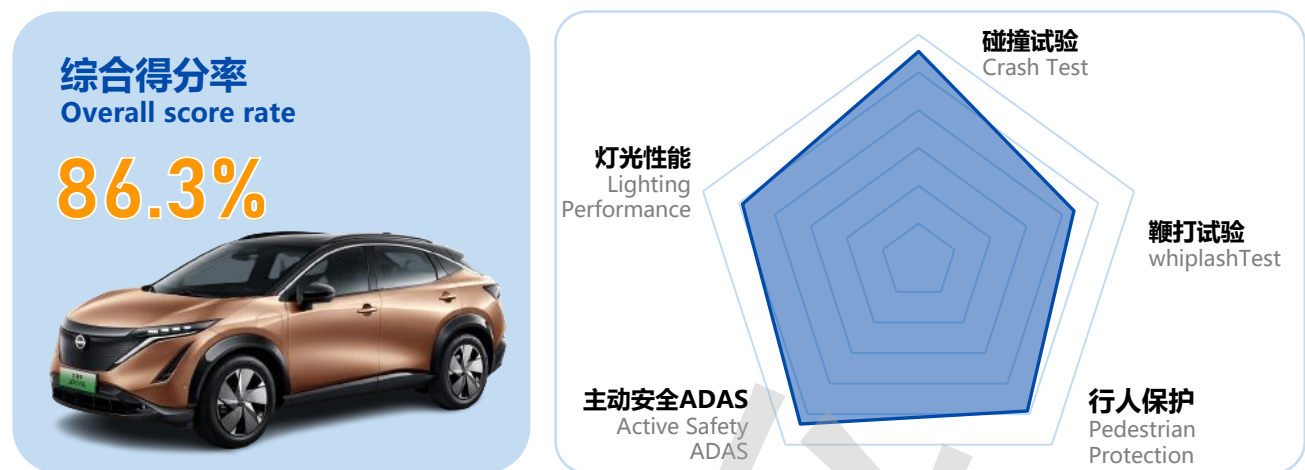 综合得分率
Overall score rate
86.3%
碰撞试验
Crash Test
灯光性能
Lighting
Performance
鞭打试验
whiplashTest
主动安全ADAS
Active Safety
ADAS
行人保护
Pedestrian
Protection